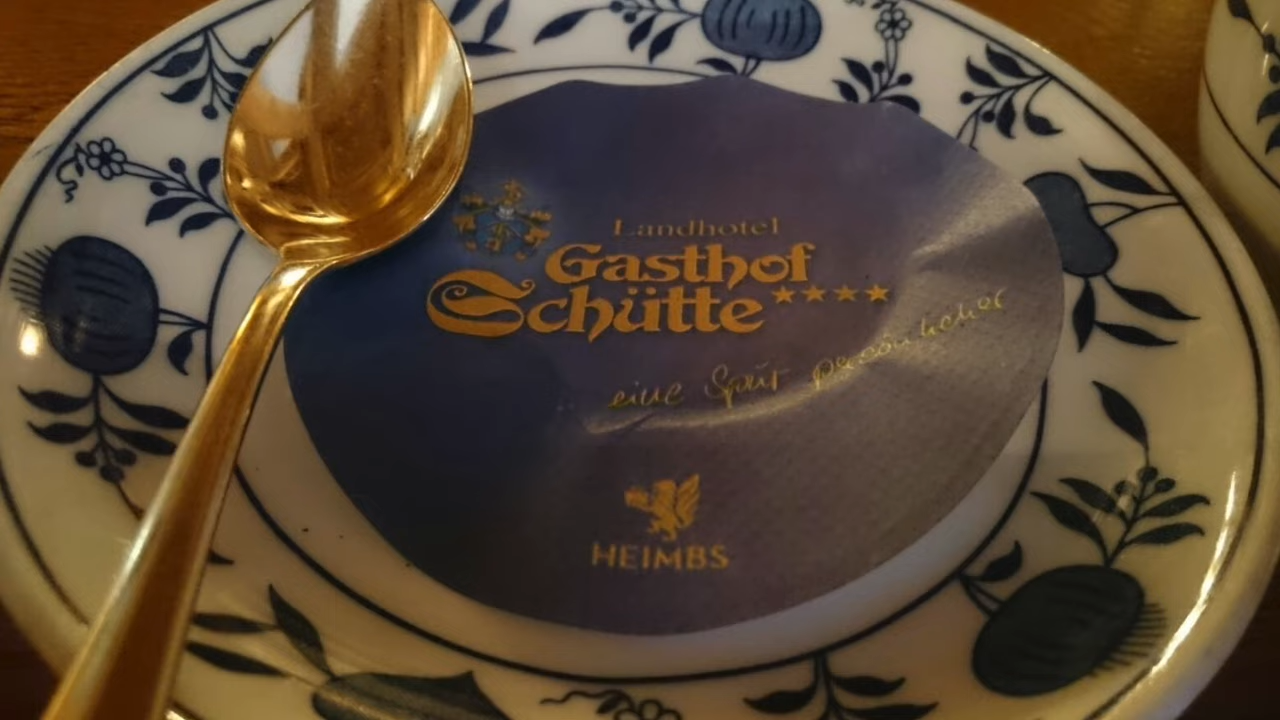 Landhotel
Gasthof
Schütte****
eine Spur persönlicher
HEIMBS